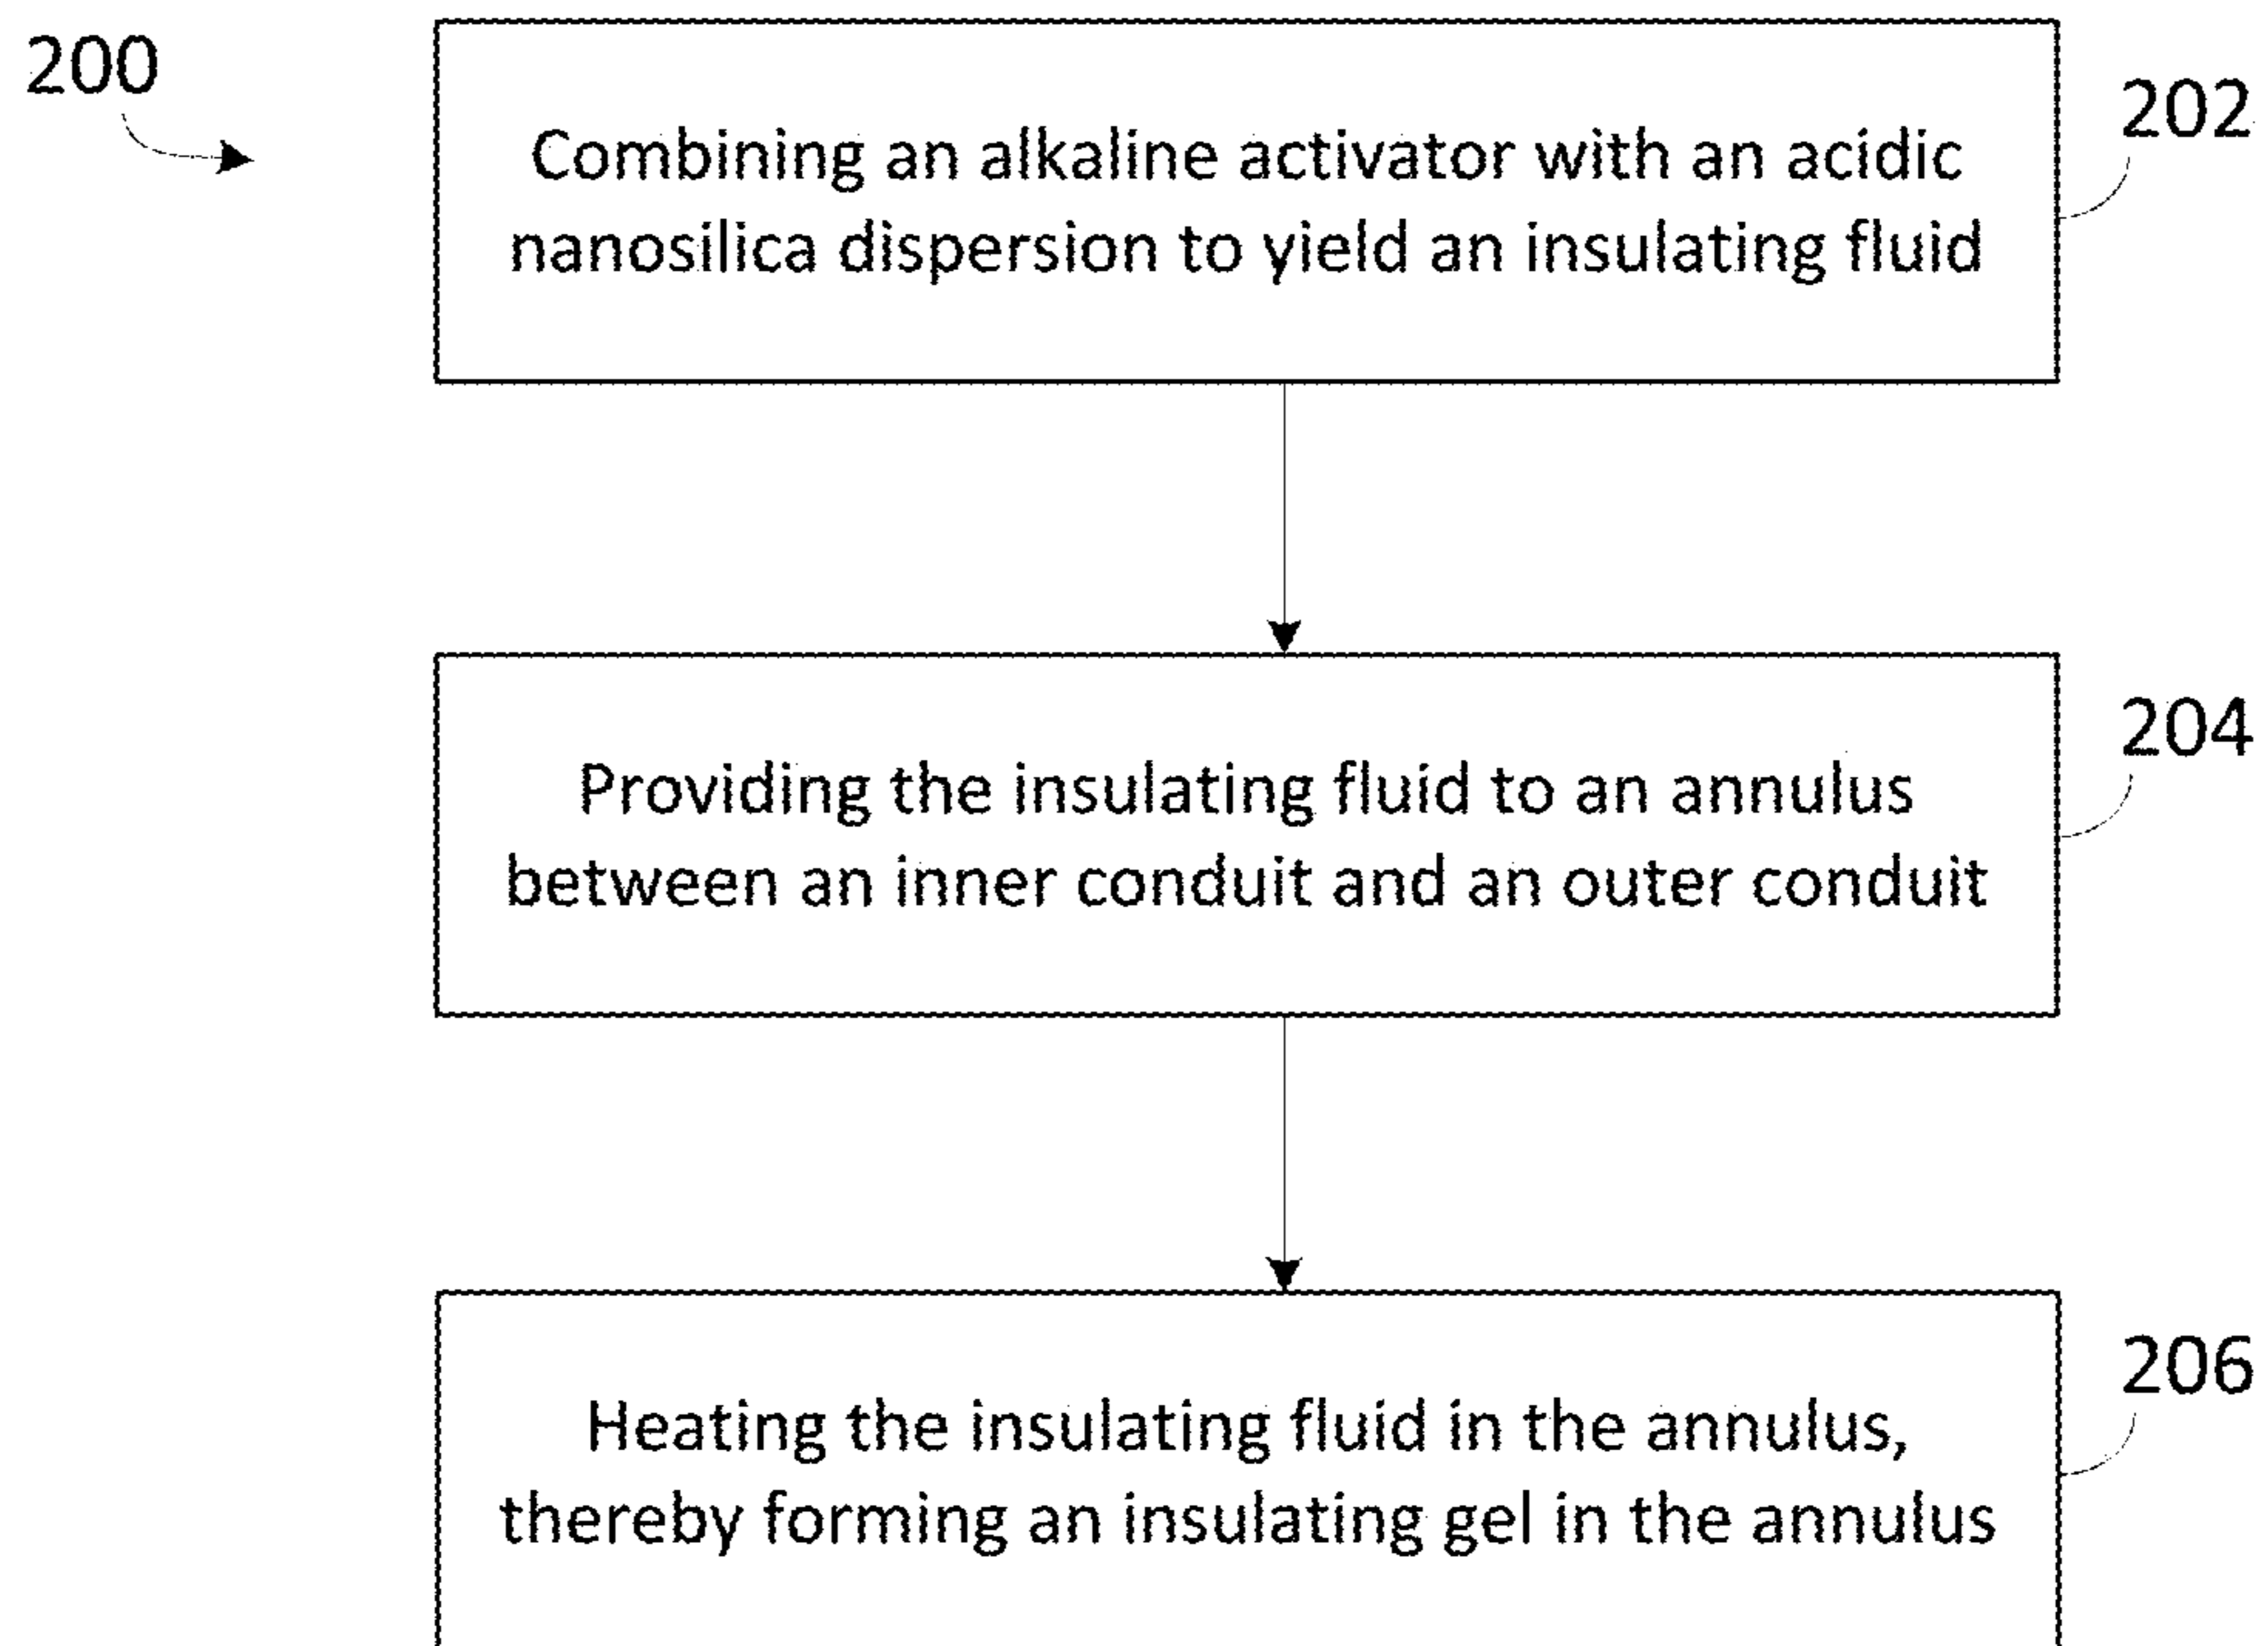 200
202
Combining an alkaline activator with an acidic
nanosilica dispersion to yield an insulating fluid
204
Providing the insulating fluid to an annulus
between an inner conduit and an outer conduit
206
Heating the insulating fluid in the annulus,
thereby forming an insulating gel in the annulus